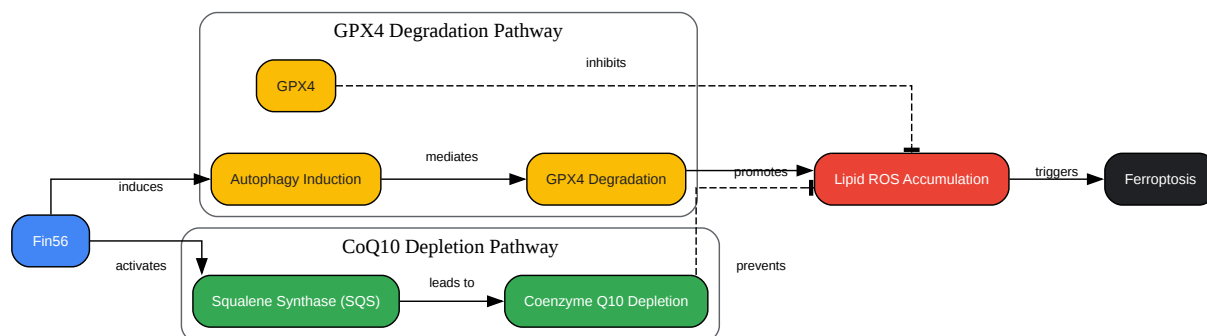 GPX4 Degradation Pathway
inhibits
GPX4
mediates
promotes
Autophagy Induction
GPX4 Degradation
Lipid ROS Accumulation
triggers
Ferroptosis
induces
Fin56
CoQ10 Depletion Pathway
activates
prevents
leads to
Squalene Synthase (SQS)
Coenzyme Q10 Depletion